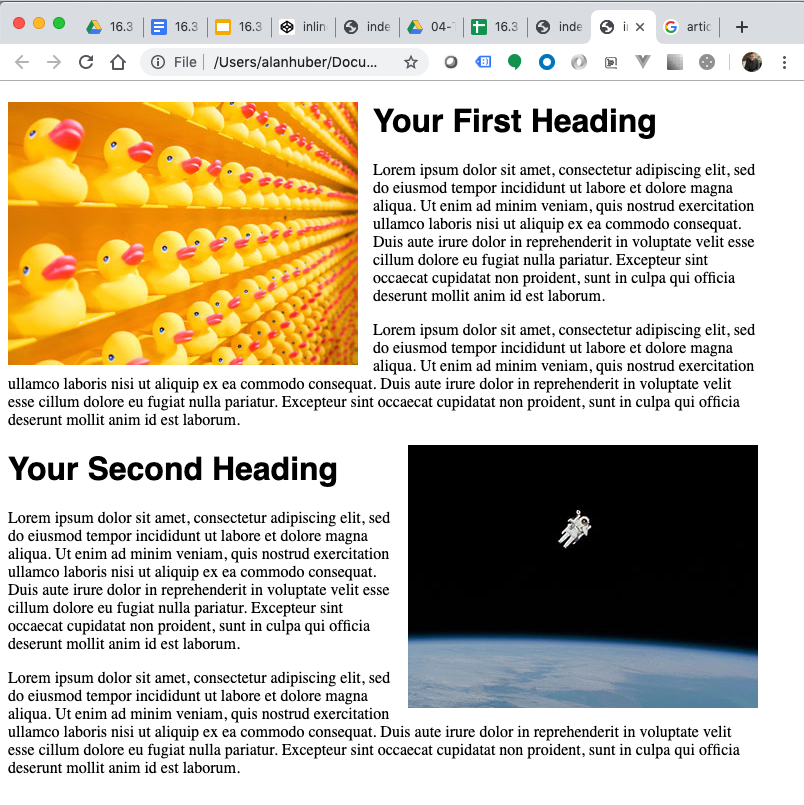 16.3
16.3
16.3
inlin
inde
04-
16.3
inde
i
artic
File
/Users/alanhuber/Docu...
Your First Heading
Lorem ipsum dolor sit amet, consectetur adipiscing elit, sed
do eiusmod tempor incididunt ut labore et dolore magna
aliqua. Ut enim ad minim veniam, quis nostrud exercitation
ullamco laboris nisi ut aliquip ex ea commodo consequat.
Duis aute irure dolor in reprehenderit in voluptate velit esse
cillum dolore eu fugiat nulla pariatur. Excepteur sint
occaecat cupidatat non proident, sunt in culpa qui officia
deserunt mollit anim id est laborum.
Lorem ipsum dolor sit amet, consectetur adipiscing elit, sed
do eiusmod tempor incididunt ut labore et dolore magna
aliqua. Ut enim ad minim veniam, quis nostrud exercitation
ullamco laboris nisi ut aliquip ex ea commodo consequat. Duis aute irure dolor in reprehenderit in voluptate velit
esse cillum dolore eu fugiat nulla pariatur. Excepteur sint occaecat cupidatat non proident, sunt in culpa qui officia
deserunt mollit anim id est laborum.
Your Second Heading
Lorem ipsum dolor sit amet, consectetur adipiscing elit, sed
do eiusmod tempor incididunt ut labore et dolore magna
aliqua. Ut enim ad minim veniam, quis nostrud exercitation
ullamco laboris nisi ut aliquip ex ea commodo consequat.
Duis aute irure dolor in reprehenderit in voluptate velit esse
cillum dolore eu fugiat nulla pariatur. Excepteur sint
occaecat cupidatat non proident, sunt in culpa qui officia
deserunt mollit anim id est laborum.
Lorem ipsum dolor sit amet, consectetur adipiscing elit, sed
do eiusmod tempor incididunt ut labore et dolore magna
aliqua. Ut enim ad minim veniam, quis nostrud exercitation
ullamco laboris nisi ut aliquip ex ea commodo consequat. Duis aute irure dolor in reprehenderit in voluptate velit
esse cillum dolore eu fugiat nulla pariatur. Excepteur sint occaecat cupidatat non proident, sunt in culpa qui officia
deserunt mollit anim id est laborum.